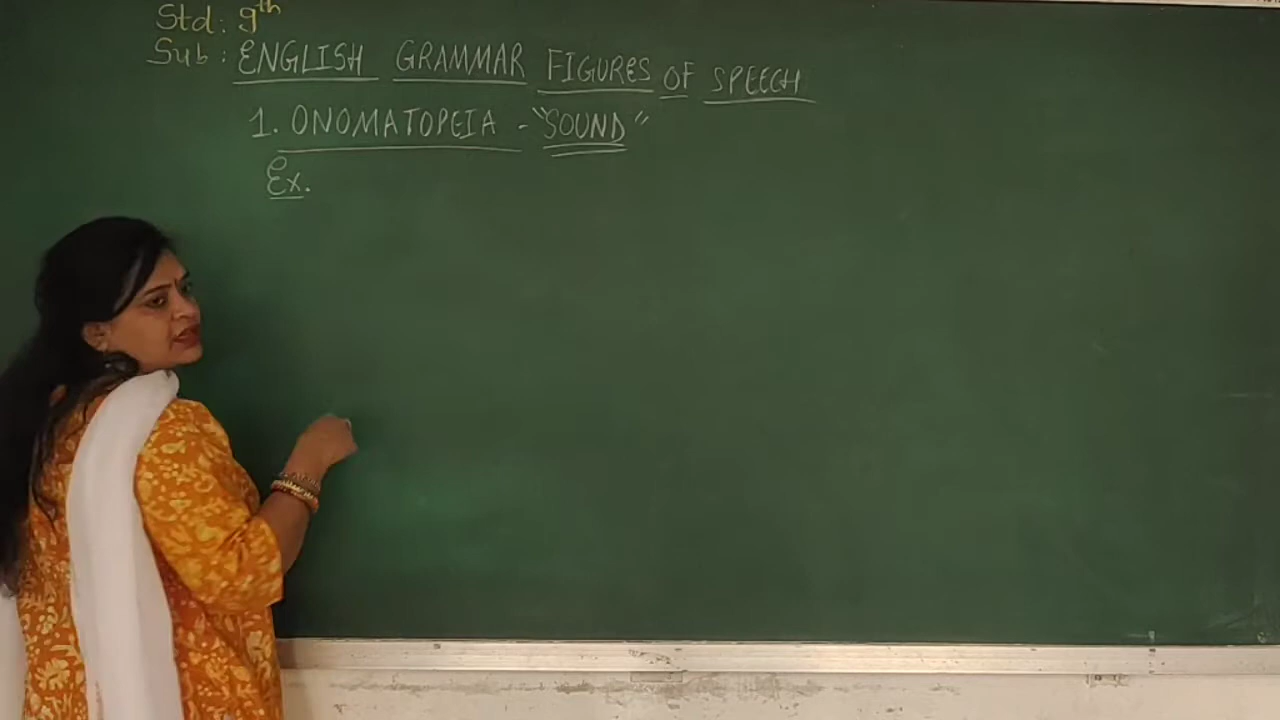 Std: 9th
Sub: ENGLISH GRAMMAR FIGURES OF SPEECH
1. ONOMATOPEIA - "SOUND"
Ex.